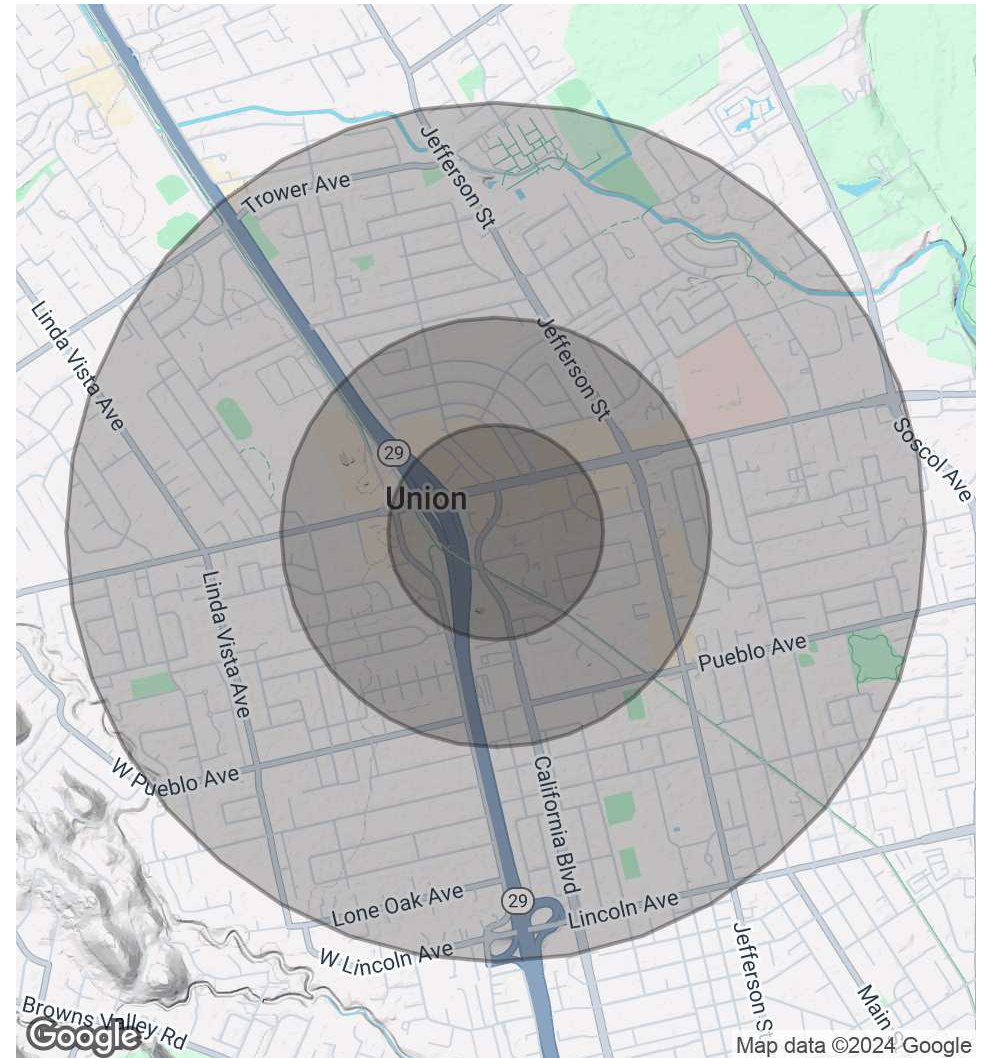 Jefferson St
Trower Ave
Linda Vista Ave
Jefferson St
29
Union
Soscol Ave
Linda Vista Ave
Pueblo Ave
W Pueblo Ave
California Blvd
Lone Oak Ave
29
Lincoln Ave
W Lincoln Ave
Jefferson St
Main
Browns Valley Rd
Google
Map data ©2024 Google